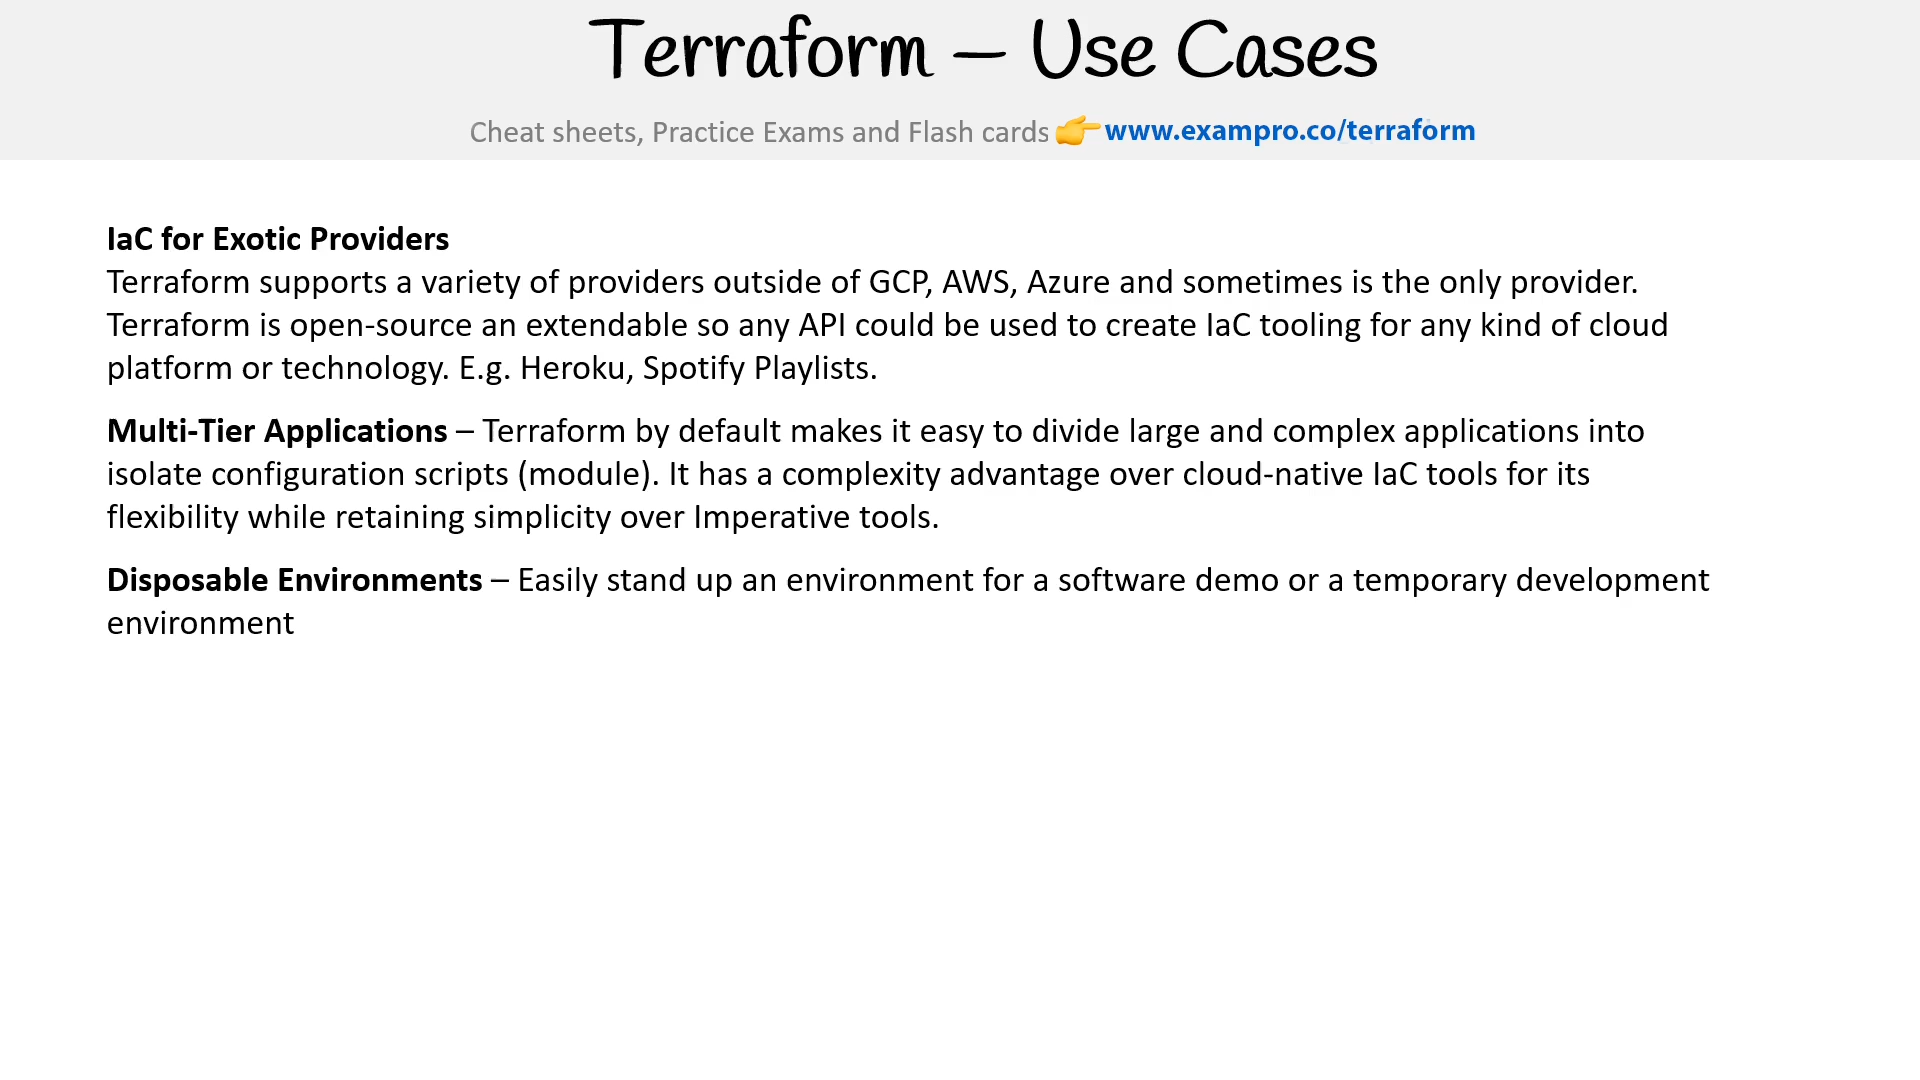 Terraform – Use Cases
Cheat sheets, Practice Exams and Flash cards 👉 www.exampro.co/terraform
IaC for Exotic Providers
Terraform supports a variety of providers outside of GCP, AWS, Azure and sometimes is the only provider.
Terraform is open-source an extendable so any API could be used to create IaC tooling for any kind of cloud
platform or technology. E.g. Heroku, Spotify Playlists.
Multi-Tier Applications – Terraform by default makes it easy to divide large and complex applications into
isolate configuration scripts (module). It has a complexity advantage over cloud-native IaC tools for its
flexibility while retaining simplicity over Imperative tools.
Disposable Environments – Easily stand up an environment for a software demo or a temporary development
environment